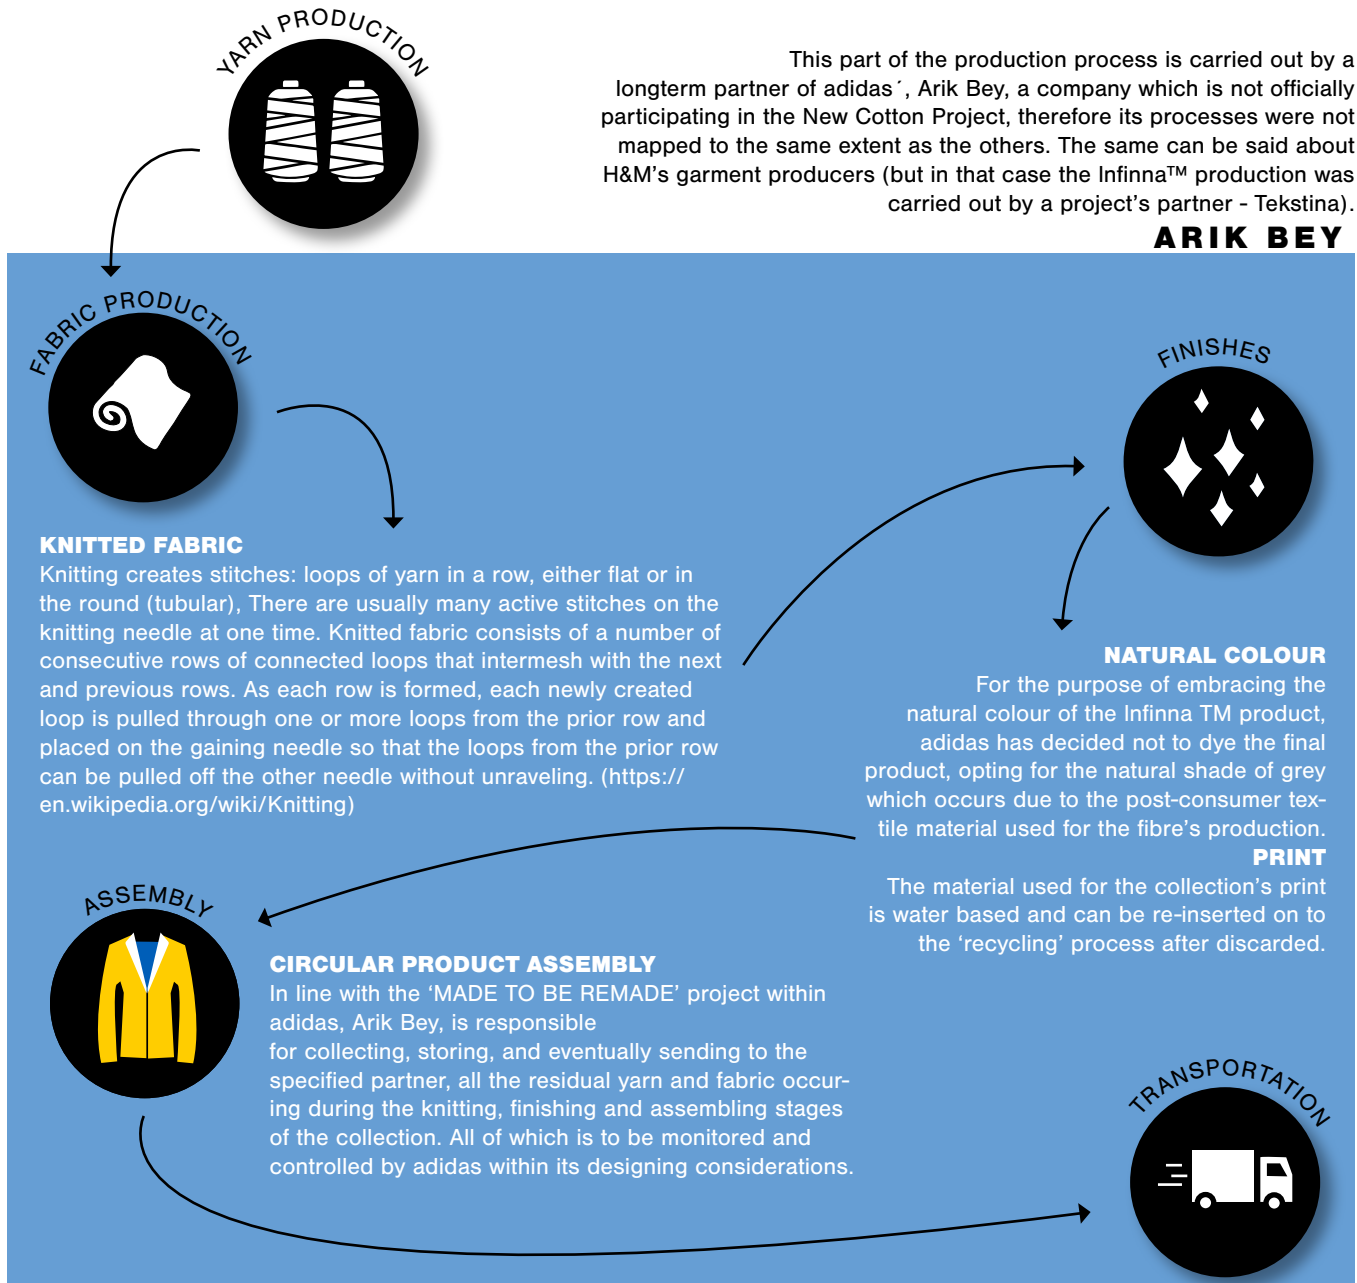 YARN PRODUCTION
This part of the production process is carried out by a
longterm partner of adidas´, Arik Bey, a company which is not officially
participating in the New Cotton Project, therefore its processes were not
mapped to the same extent as the others. The same can be said about
H&M's garment producers (but in that case the Infinna™ production was
carried out by a project's partner - Tekstina).
ARIK BEY
FABRIC PRODUCTION
KNITTED FABRIC
Knitting creates stitches: loops of yarn in a row, either flat or in
the round (tubular), There are usually many active stitches on the
knitting needle at one time. Knitted fabric consists of a number of
consecutive rows of connected loops that intermesh with the next
and previous rows. As each row is formed, each newly created
loop is pulled through one or more loops from the prior row and
placed on the gaining needle so that the loops from the prior row
can be pulled off the other needle without unraveling. (https://
en.wikipedia.org/wiki/Knitting)
FINISHES
NATURAL COLOUR
For the purpose of embracing the
natural colour of the Infinna TM product,
adidas has decided not to dye the final
product, opting for the natural shade of grey
which occurs due to the post-consumer tex-
tile material used for the fibre's production.
PRINT
The material used for the collection's print
is water based and can be re-inserted on to
the 'recycling' process after discarded.
ASSEMBLY
CIRCULAR PRODUCT ASSEMBLY
In line with the 'MADE TO BE REMADE' project within
adidas, Arik Bey, is responsible
for collecting, storing, and eventually sending to the
specified partner, all the residual yarn and fabric occur-
ing during the knitting, finishing and assembling stages
of the collection. All of which is to be monitored and
controlled by adidas within its designing considerations.
TRANSPORTATION